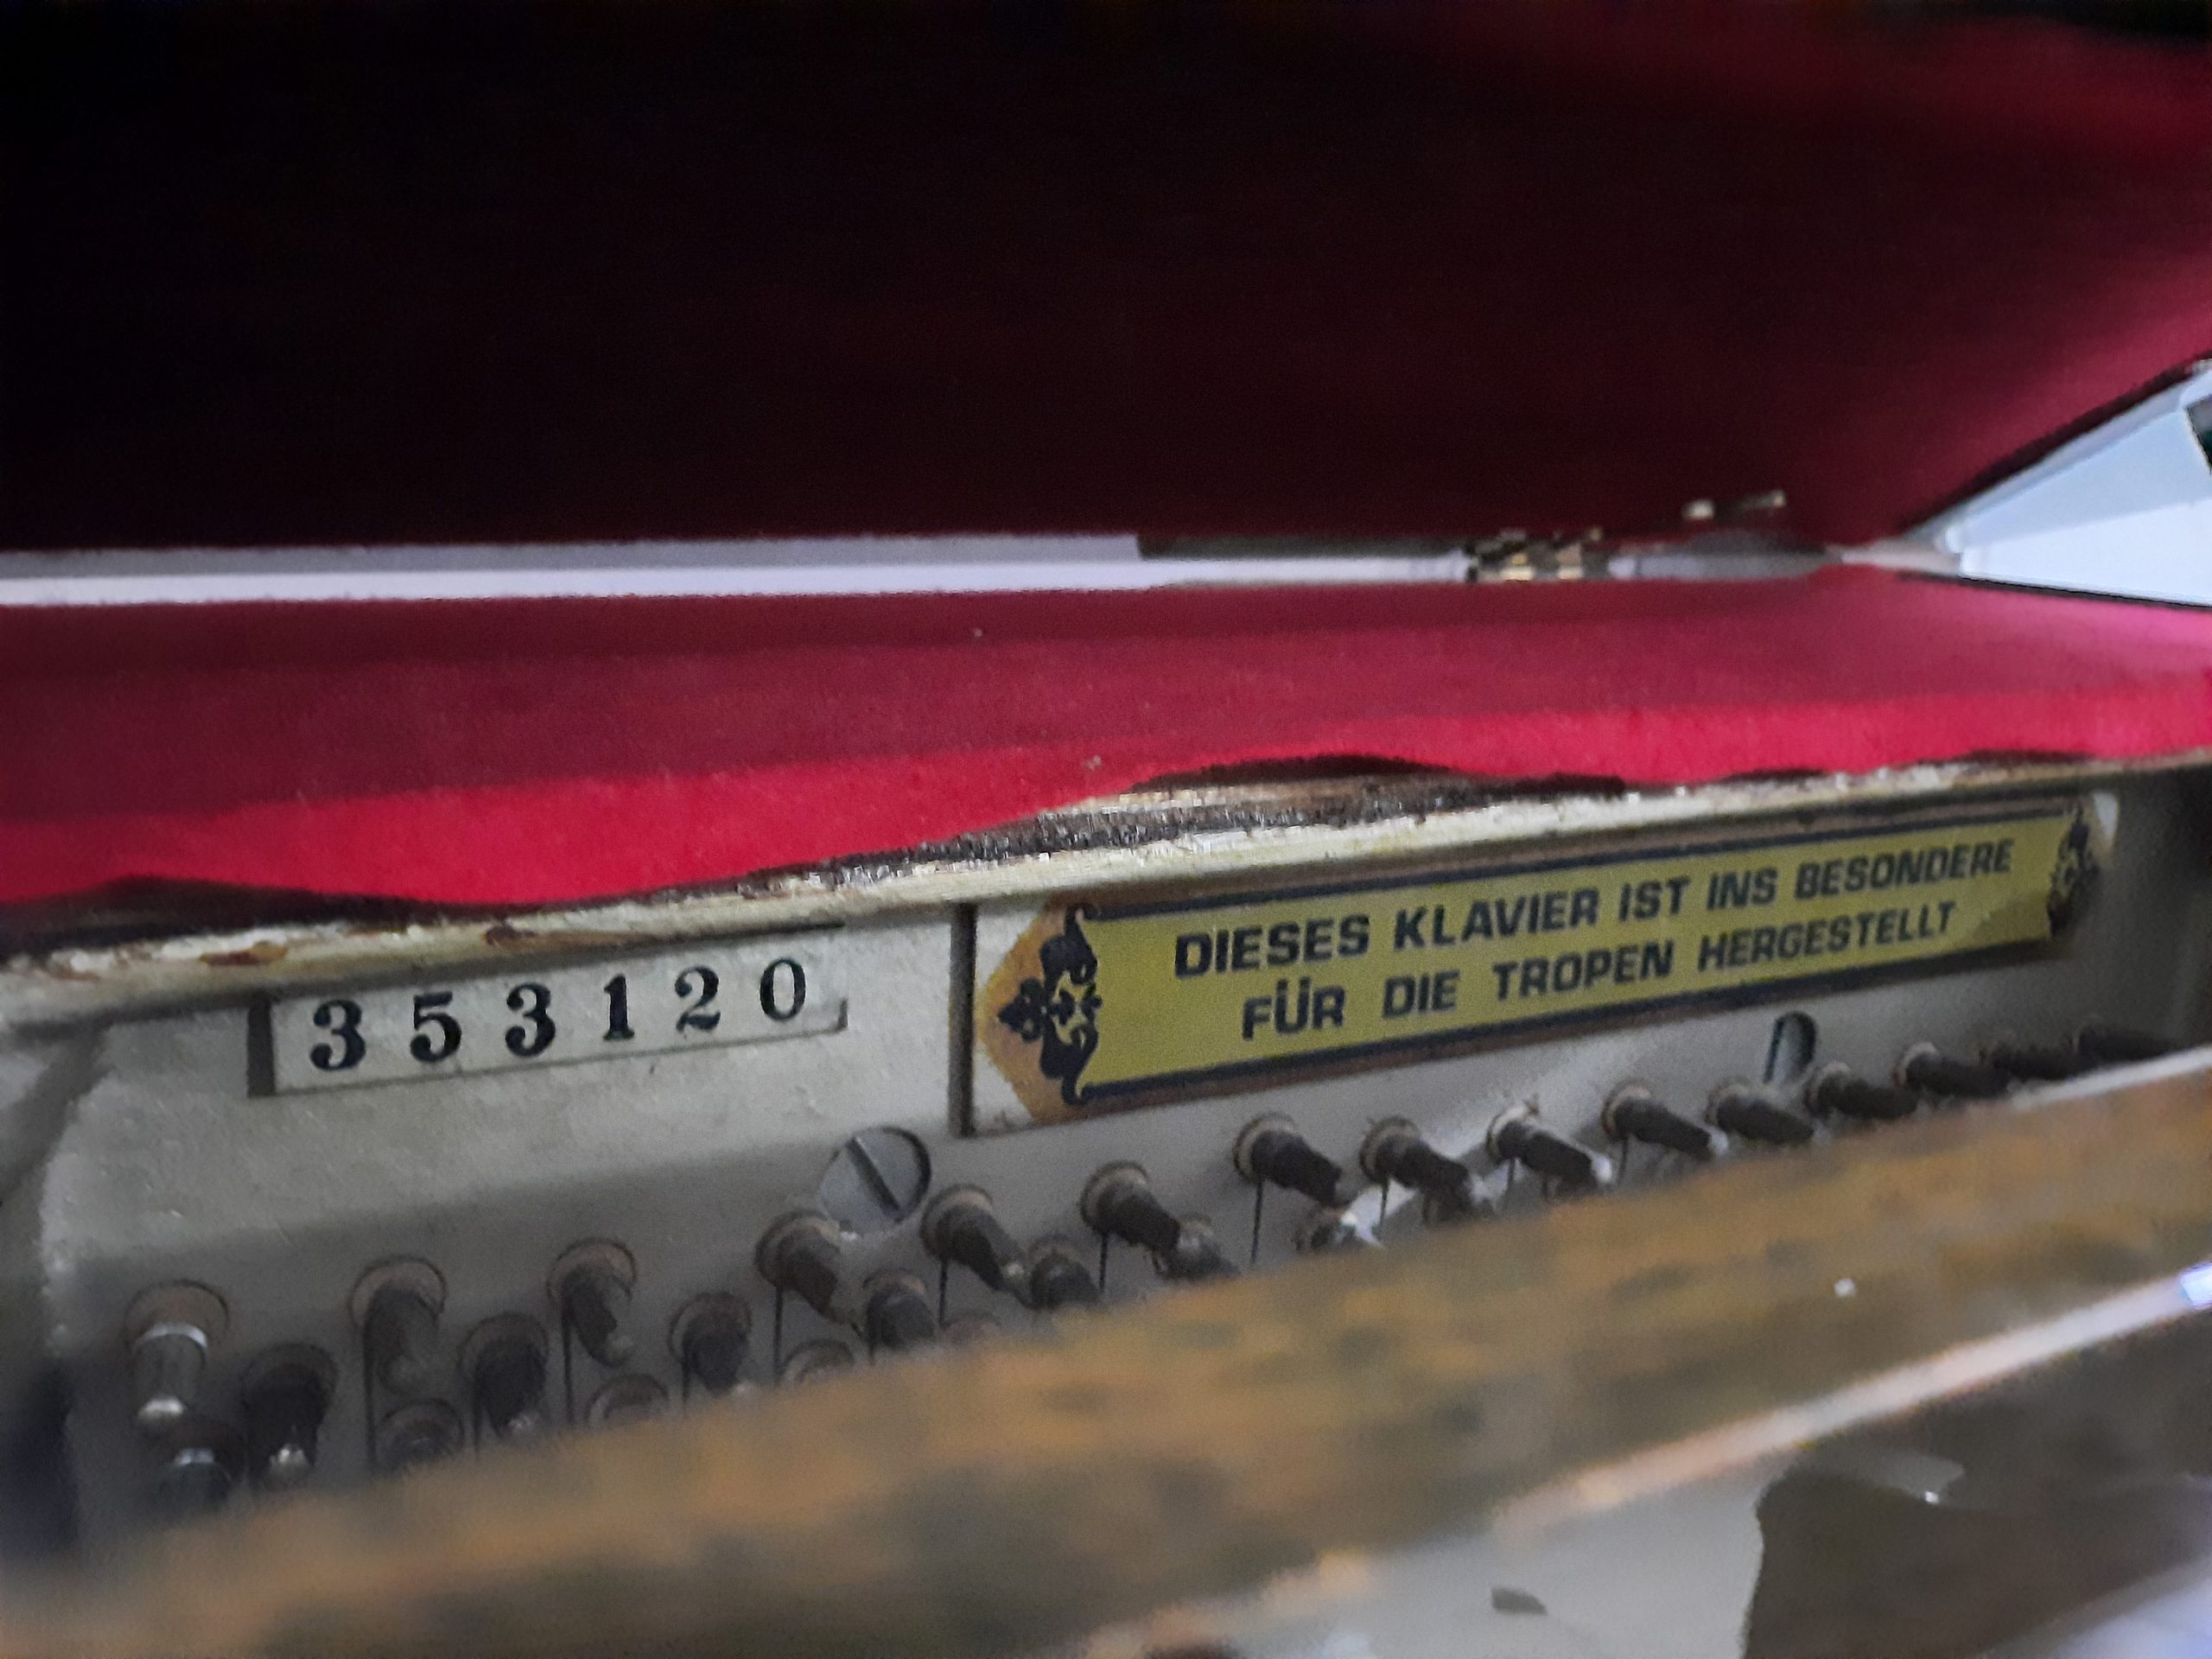 353120
DIESES KLAVIER IST INS BESONDERE
FÜR DIE TROPEN HERGESTELLT